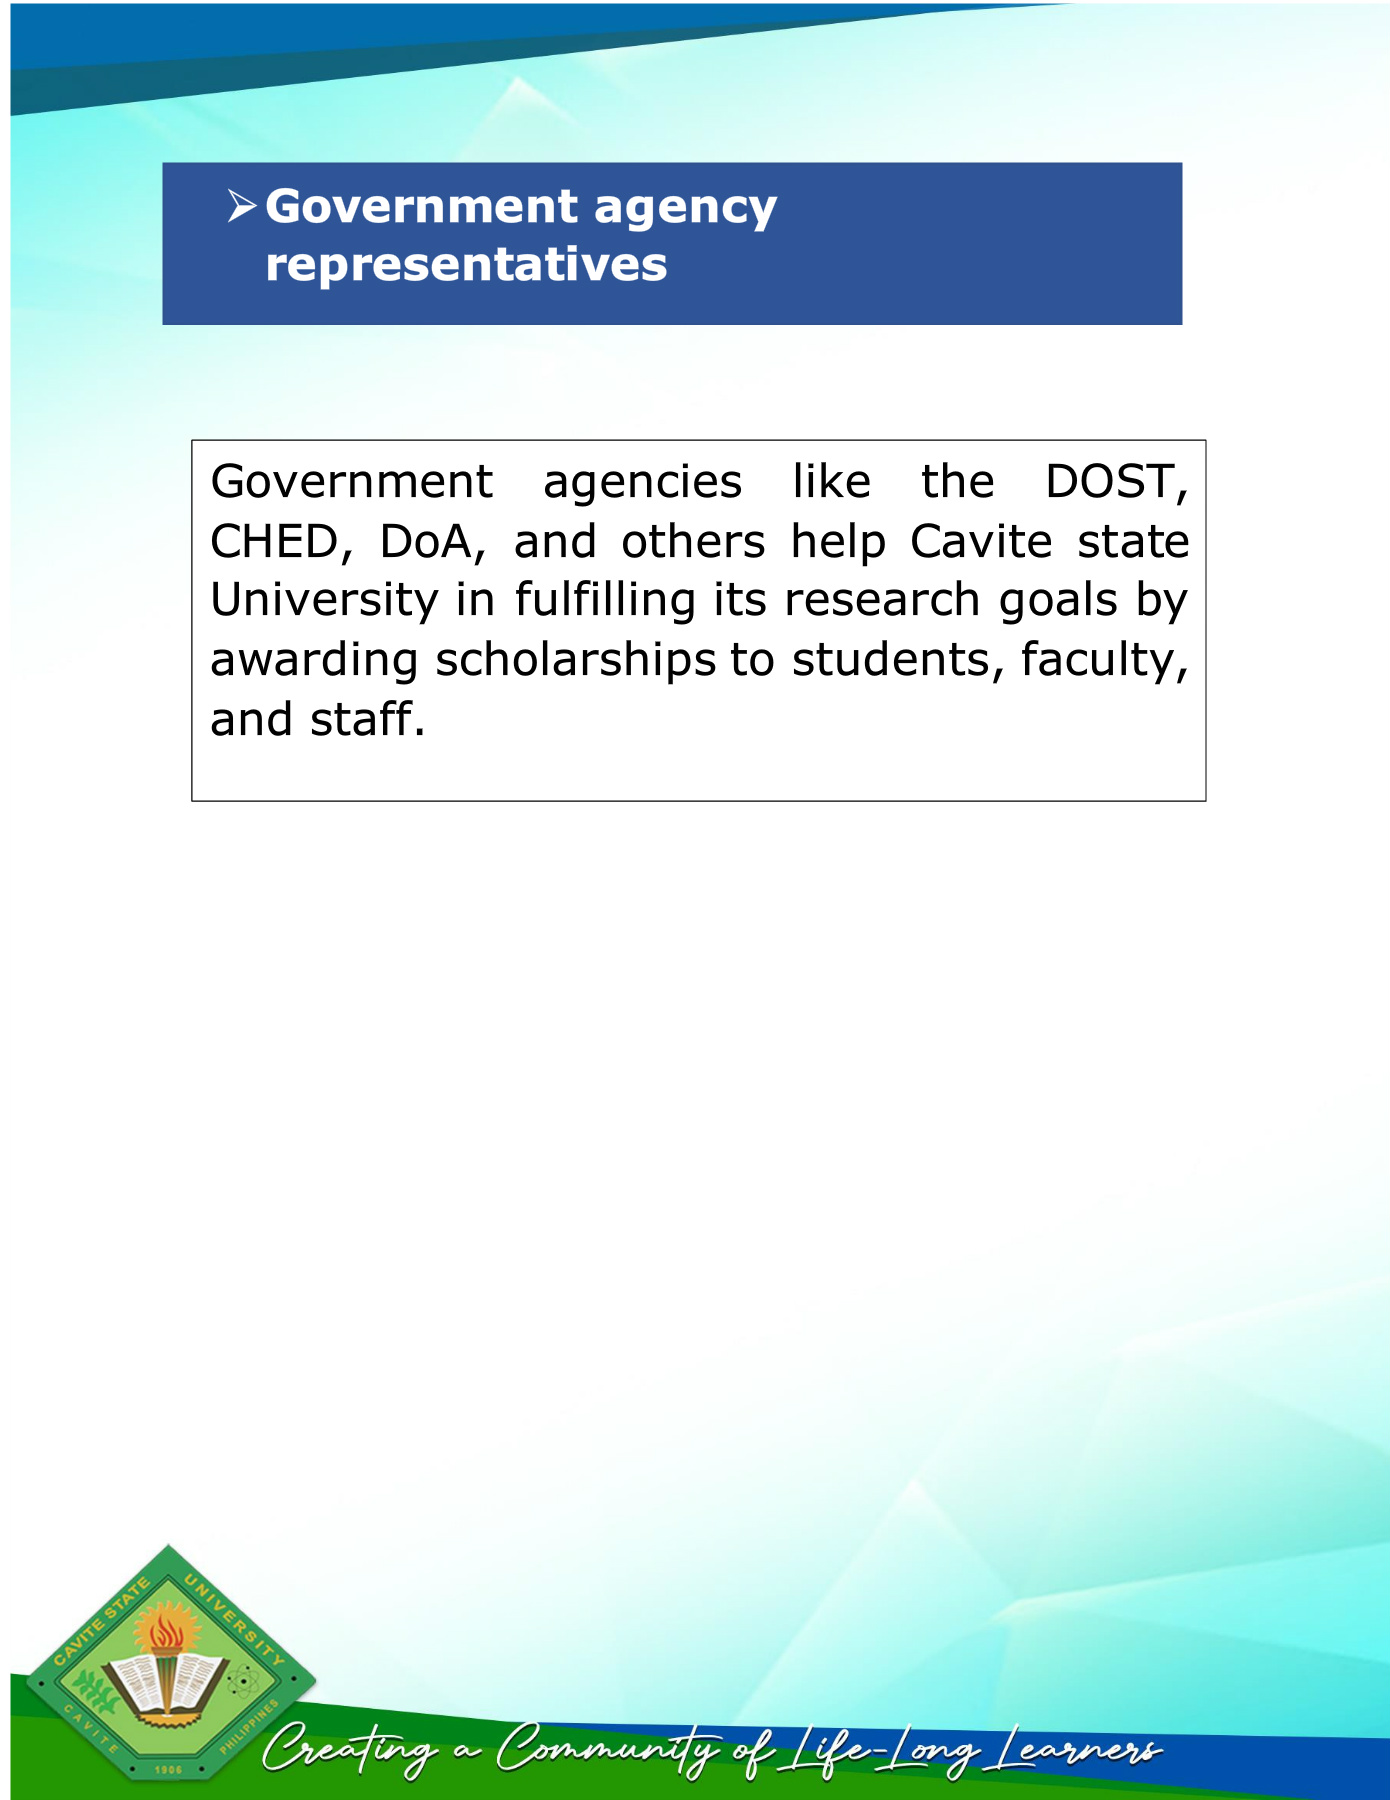 ➢ Government agency
representatives
Government agencies like the DOST,
CHED, DoA, and others help Cavite state
University in fulfilling its research goals by
awarding scholarships to students, faculty,
and staff.
CAVITE STATE UNIVERSITY
CAVITE PHILIPPINES
1906
Creating a Community of Life-Long Learners